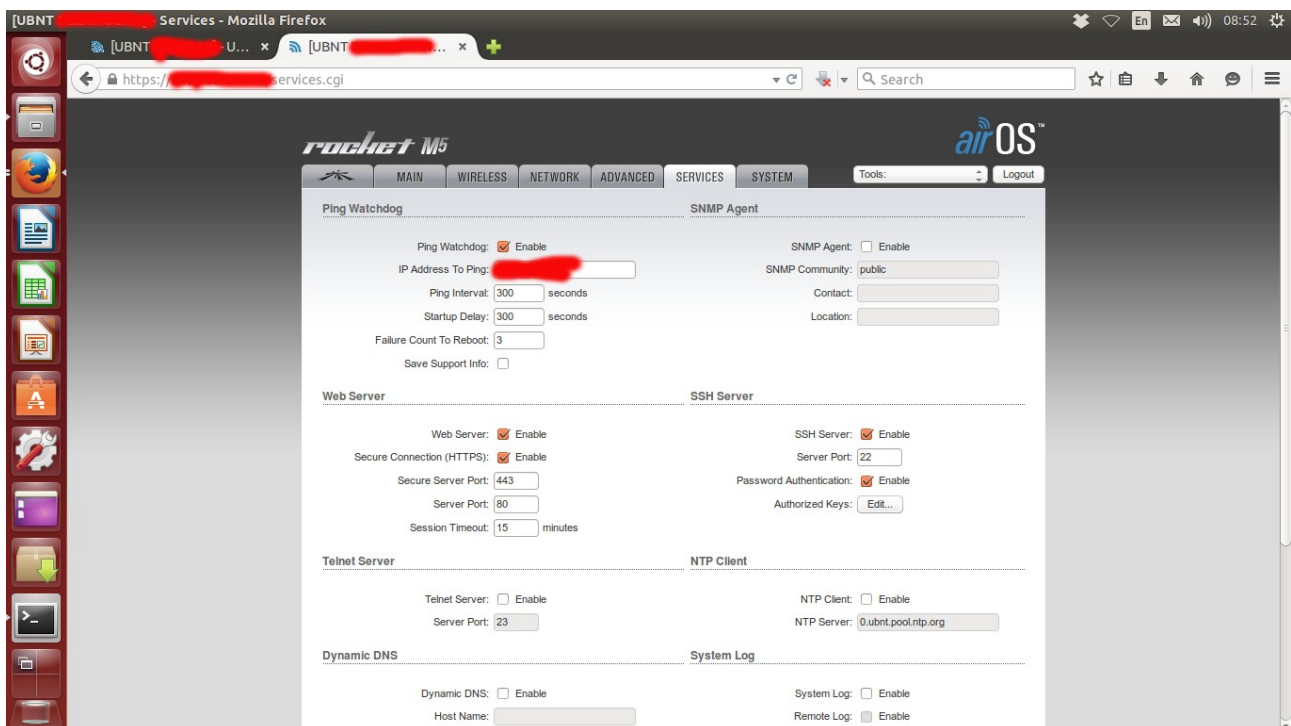 [UBNT - Services - Mozilla Firefox
En 08:52
[UBNT - U... × [UBNT ... ×
https:// services.cgi Search
rocket M5 airOS™
MAIN WIRELESS NETWORK ADVANCED SERVICES SYSTEM Tools: Logout
Ping Watchdog
Ping Watchdog: Enable
IP Address To Ping:
Ping Interval: 300 seconds
Startup Delay: 300 seconds
Failure Count To Reboot: 3
Save Support Info:
SNMP Agent
SNMP Agent: Enable
SNMP Community: public
Contact:
Location:
Web Server
Web Server: Enable
Secure Connection (HTTPS): Enable
Secure Server Port: 443
Server Port: 80
Session Timeout: 15 minutes
SSH Server
SSH Server: Enable
Server Port: 22
Password Authentication: Enable
Authorized Keys: Edit...
Telnet Server
Telnet Server: Enable
Server Port: 23
NTP Client
NTP Client: Enable
NTP Server: 0.ubnt.pool.ntp.org
Dynamic DNS
Dynamic DNS: Enable
Host Name:
System Log
System Log: Enable
Remote Log: Enable